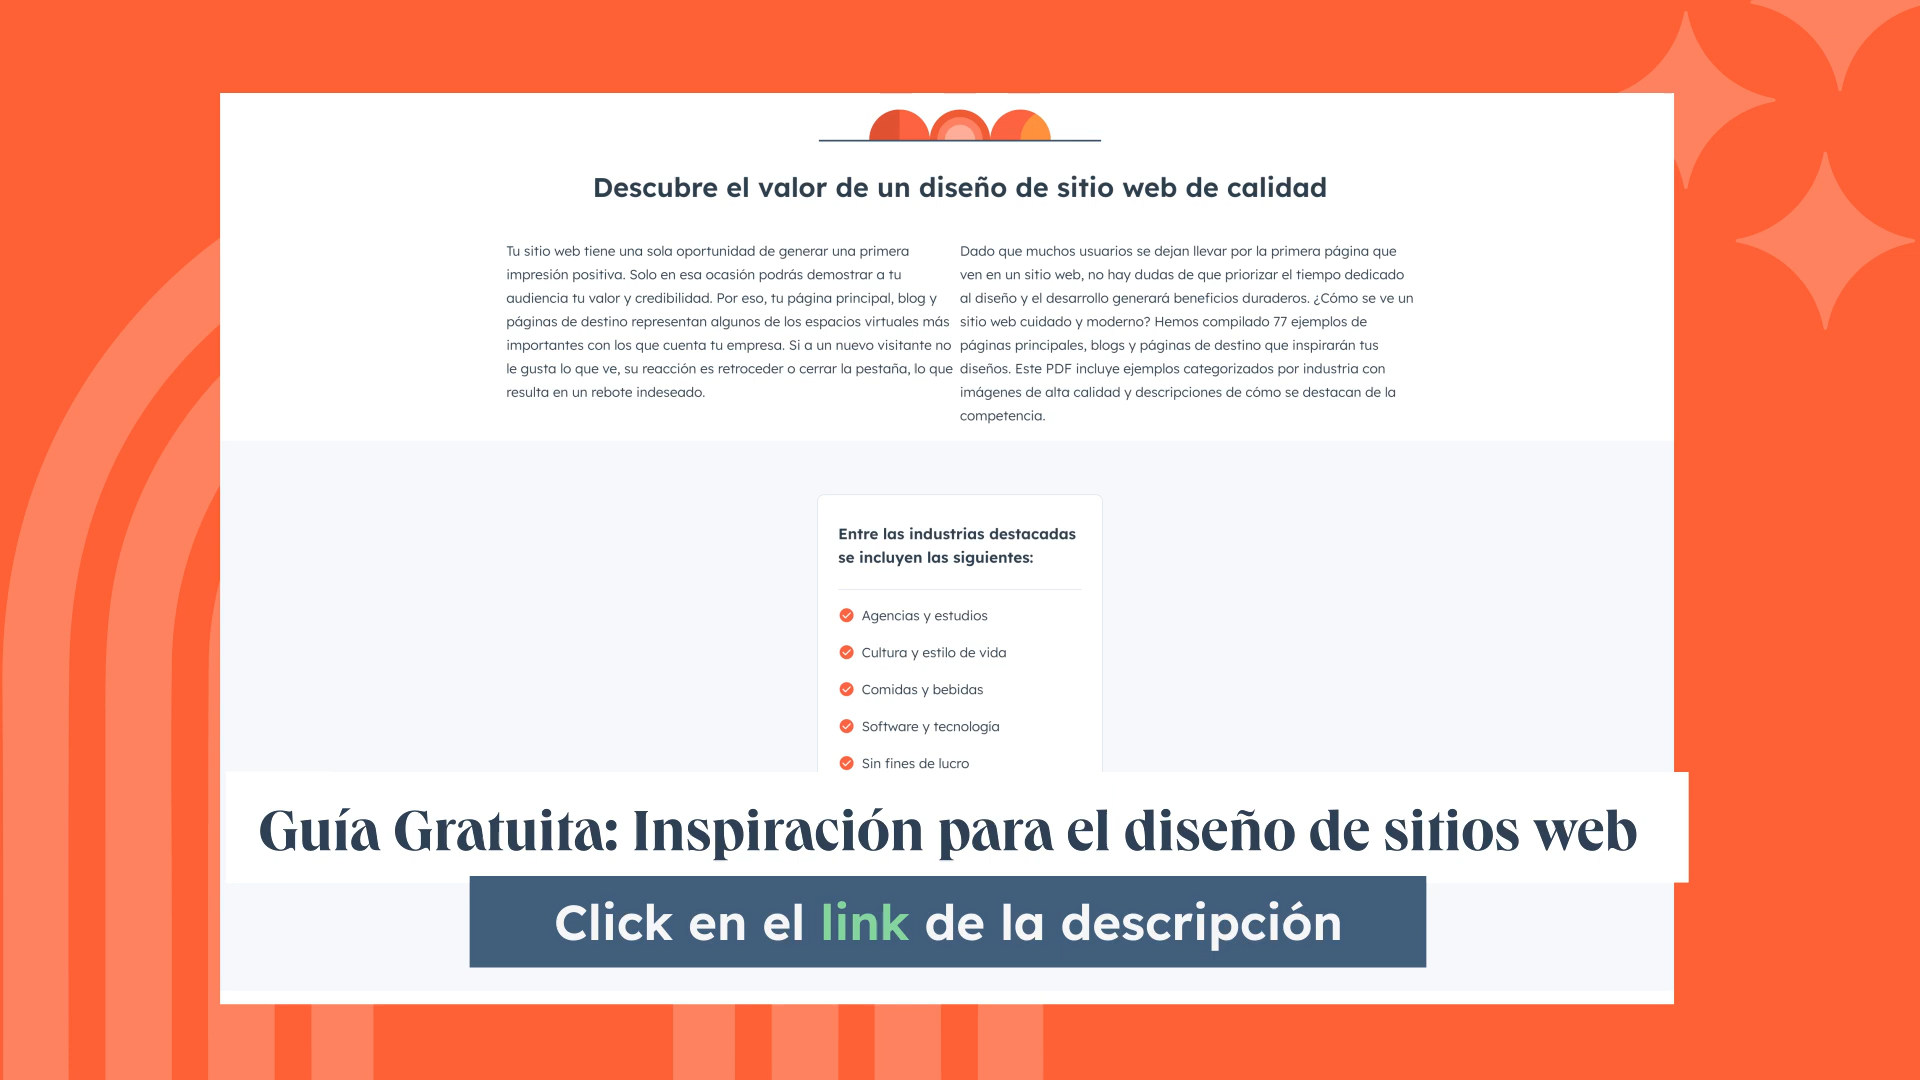 Descubre el valor de un diseño de sitio web de calidad
Tu sitio web tiene una sola oportunidad de generar una primera
impresión positiva. Solo en esa ocasión podrás demostrar a tu
audiencia tu valor y credibilidad. Por eso, tu página principal, blog y
páginas de destino representan algunos de los espacios virtuales más
importantes con los que cuenta tu empresa. Si a un nuevo visitante no
le gusta lo que ve, su reacción es retroceder o cerrar la pestaña, lo que
resulta en un rebote indeseado.
Dado que muchos usuarios se dejan llevar por la primera página que
ven en un sitio web, no hay dudas de que priorizar el tiempo dedicado
al diseño y el desarrollo generará beneficios duraderos. ¿Cómo se ve un
sitio web cuidado y moderno? Hemos compilado 77 ejemplos de
páginas principales, blogs y páginas de destino que inspirarán tus
diseños. Este PDF incluye ejemplos categorizados por industria con
imágenes de alta calidad y descripciones de cómo se destacan de la
competencia.
Entre las industrias destacadas
se incluyen las siguientes:
Agencias y estudios
Cultura y estilo de vida
Comidas y bebidas
Software y tecnología
Sin fines de lucro
Guía Gratuita: Inspiración para el diseño de sitios web
Click en el link de la descripción